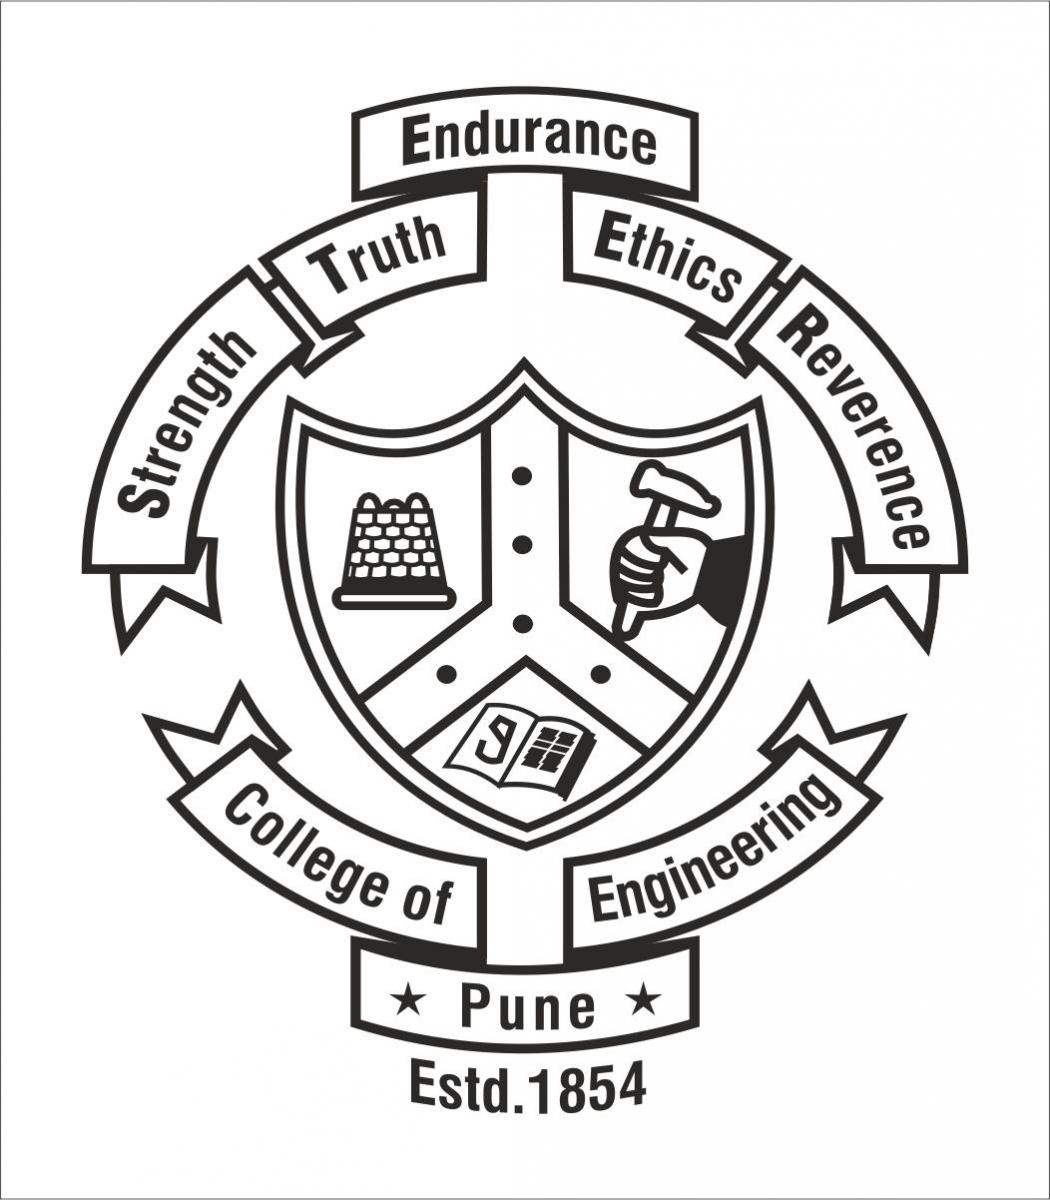 Endurance
Truth
Ethics
Strength
Reverence
College of
Engineering
★ Pune ★
Estd.1854